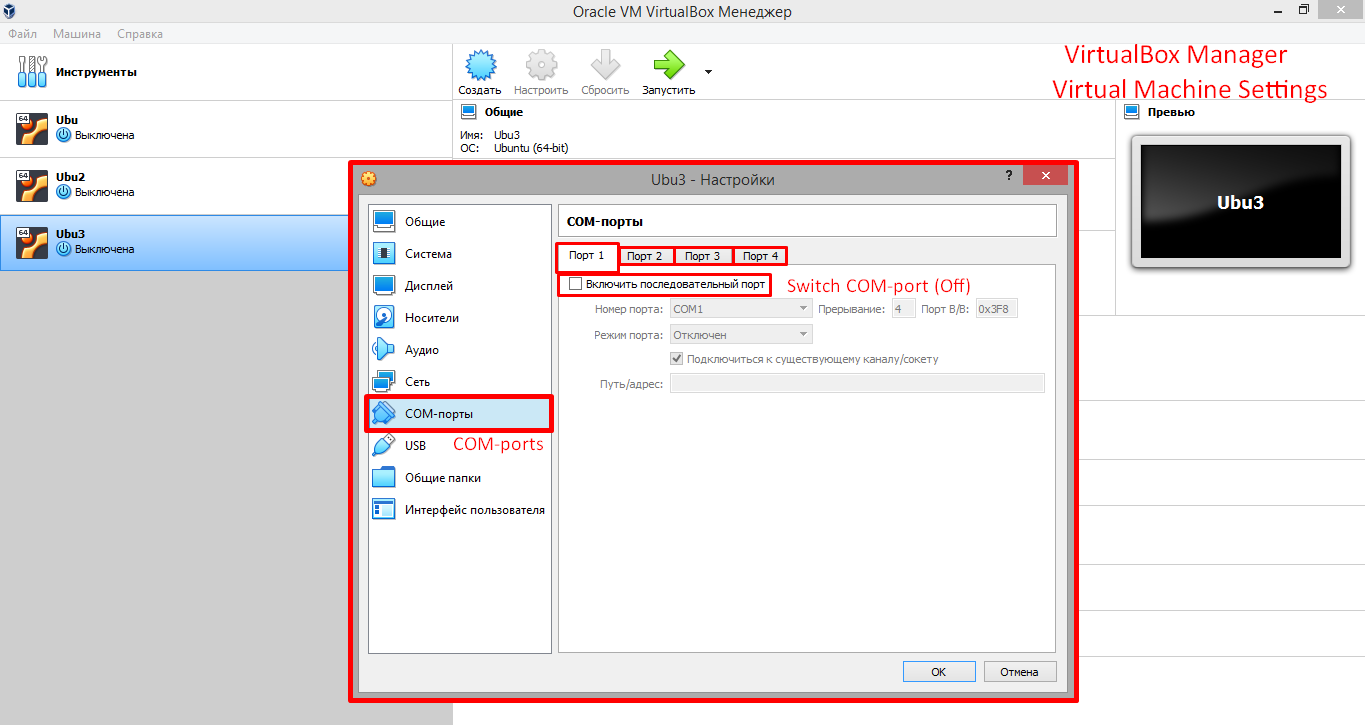 Oracle VM VirtualBox Менеджер
Файл Машина Справка
VirtualBox Manager
Virtual Machine Settings
Инструменты
Создать Настроить Сбросить Запустить
64 Ubu
Выключена
64 Ubu2
Выключена
64 Ubu3
Выключена
Общие
Имя: Ubu3
ОС: Ubuntu (64-bit)
Превью
Ubu3
Ubu3 - Настройки ?
Общие
Система
Дисплей
Носители
Аудио
Сеть
COM-порты
USB COM-ports
Общие папки
Интерфейс пользователя
COM-порты
Порт 1 Порт 2 Порт 3 Порт 4
Включить последовательный порт Switch COM-port (Off)
Номер порта: COM1 Прерывание: 4 Порт В/В: 0x3F8
Режим порта: Отключен
Подключиться к существующему каналу/сокету
Путь/адрес:
OK Отмена